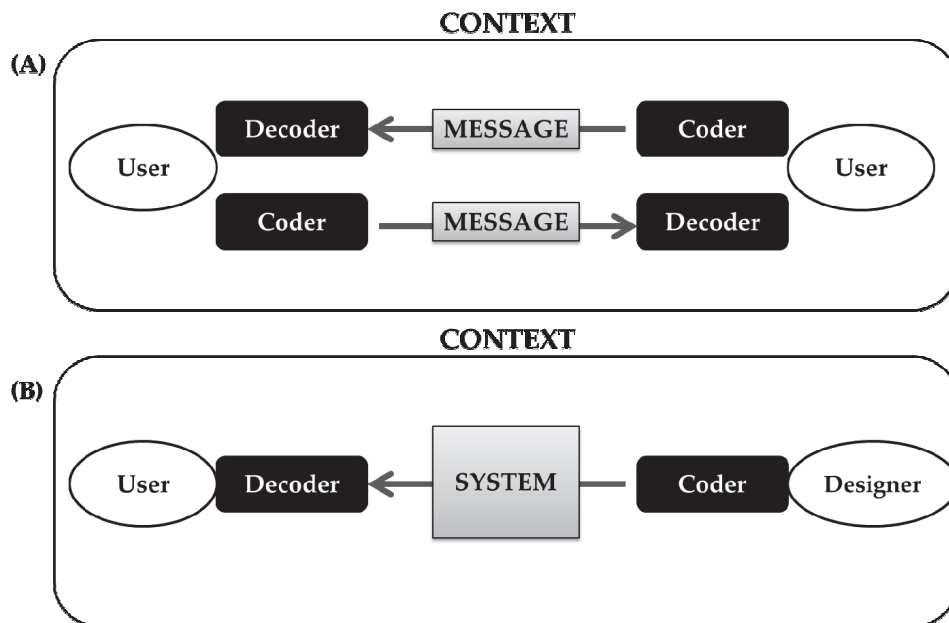 CONTEXT
(A)
Decoder MESSAGE Coder
User User
Coder MESSAGE Decoder
CONTEXT
(B)
User Decoder SYSTEM Coder Designer